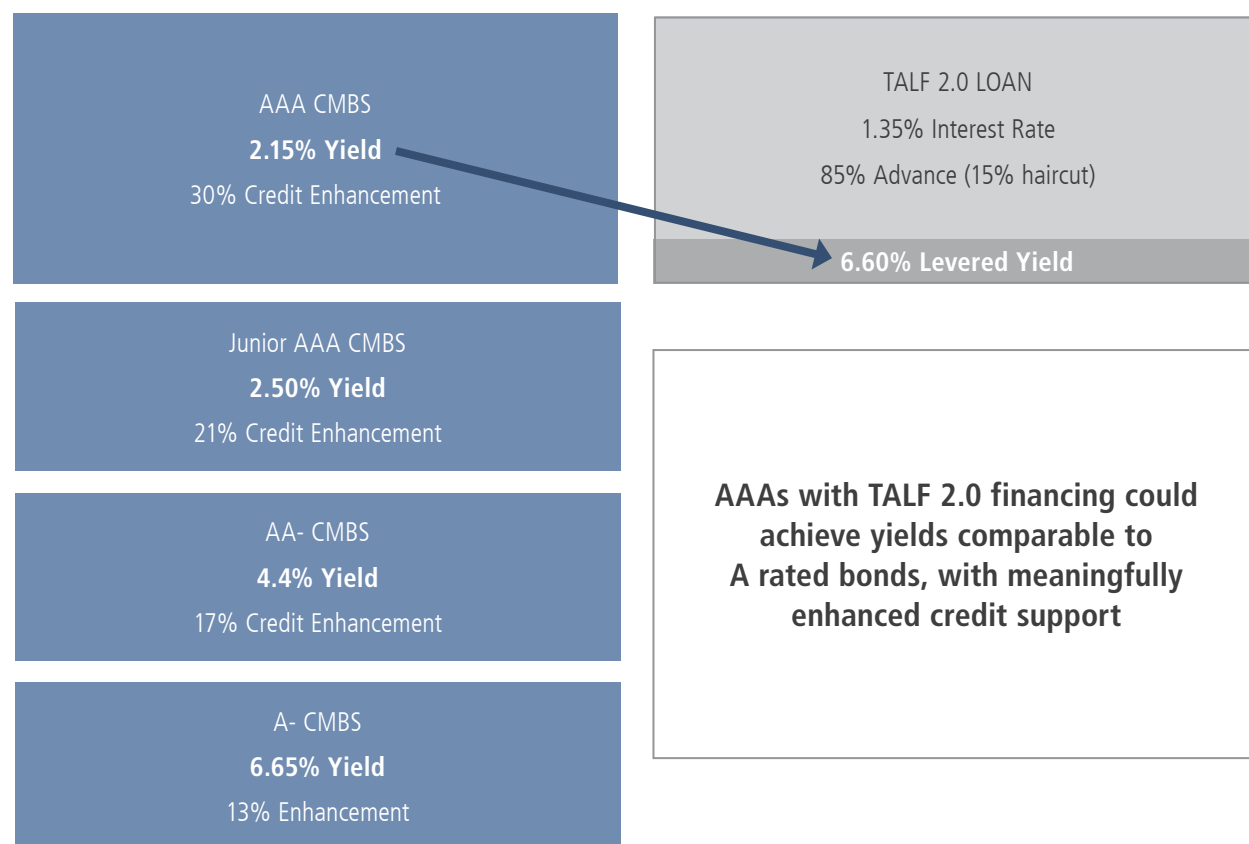 AAA CMBS
2.15% Yield
30% Credit Enhancement
TALF 2.0 LOAN
1.35% Interest Rate
85% Advance (15% haircut)
6.60% Levered Yield
Junior AAA CMBS
2.50% Yield
21% Credit Enhancement
AA- CMBS
4.4% Yield
17% Credit Enhancement
A- CMBS
6.65% Yield
13% Enhancement
AAAs with TALF 2.0 financing could
achieve yields comparable to
A rated bonds, with meaningfully
enhanced credit support